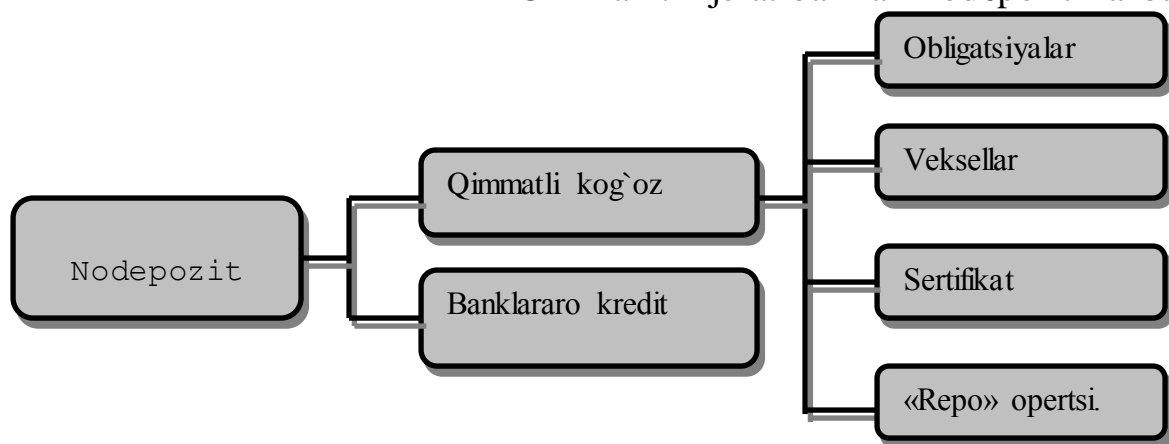 Obligatsiyalar
Qimmatli kog`oz
Veksellar
Nodepozit
Banklararo kredit
Sertifikat
«Repo» opertsi.